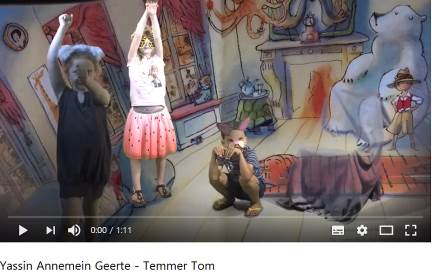 0:00 / 1:11
Yassin Annemein Geerte - Temmer Tom